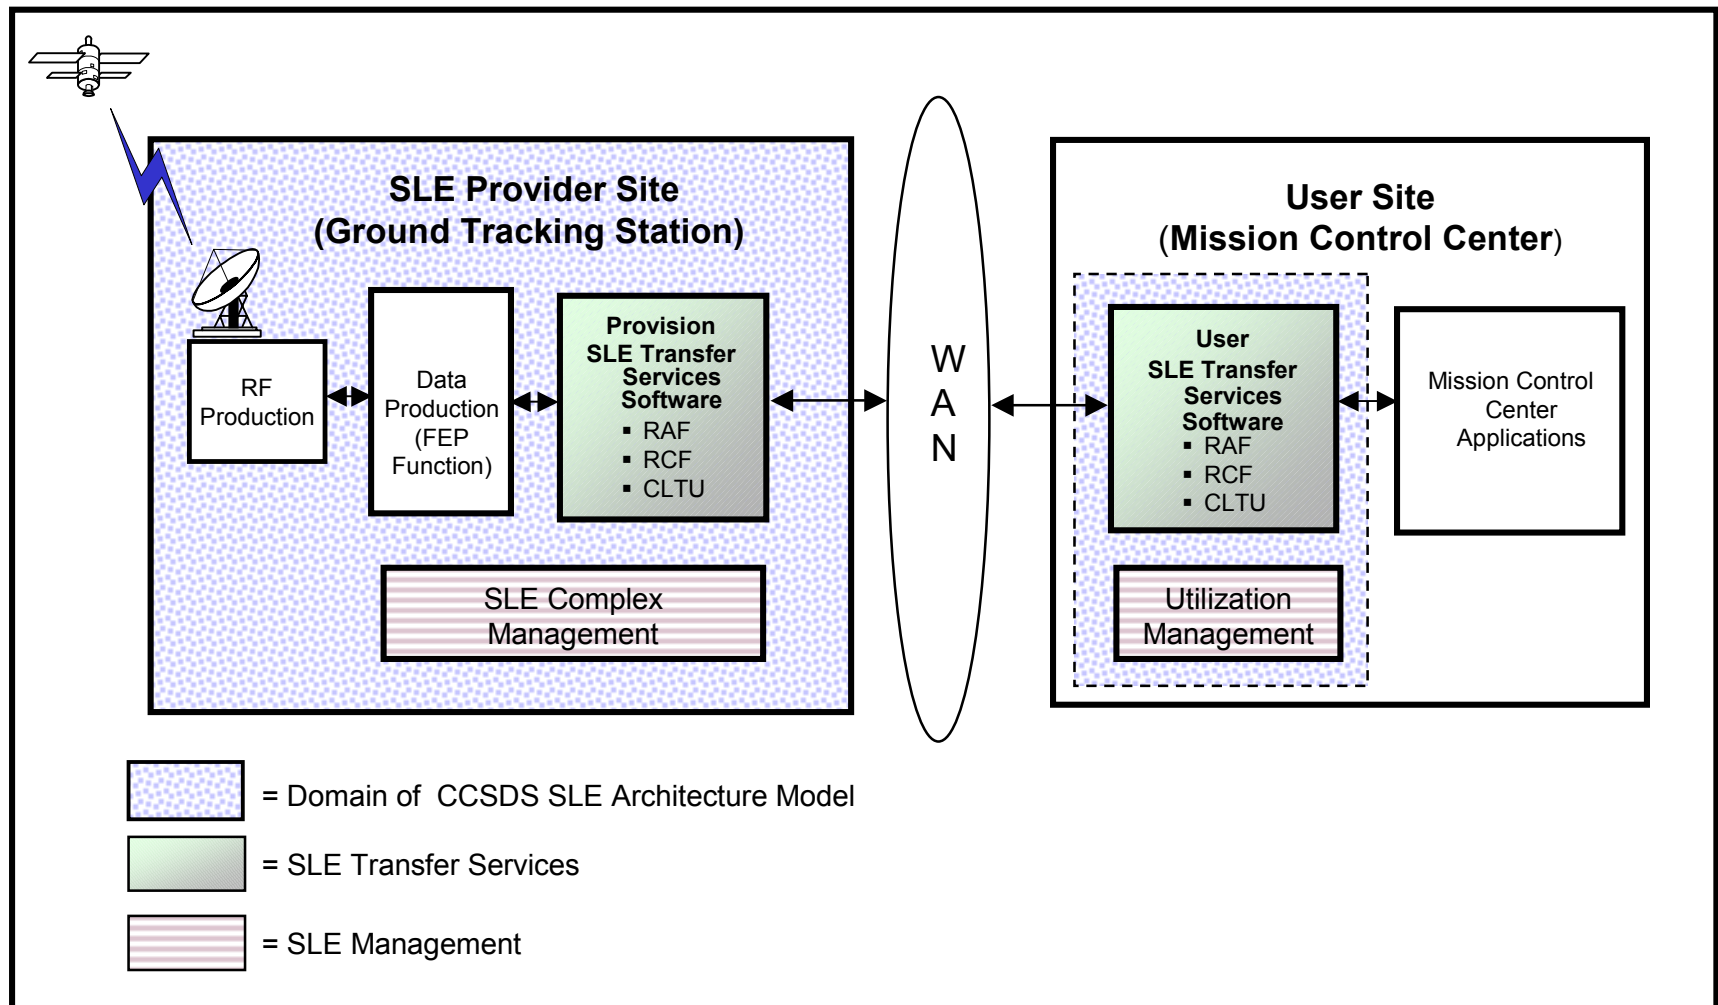 SLE Provider Site
(Ground Tracking Station)
RF
Production
Data
Production
(FEP
Function)
Provision
SLE Transfer
Services
Software
▪ RAF
▪ RCF
▪ CLTU
SLE Complex
Management
W
A
N
User Site
(Mission Control Center)
User
SLE Transfer
Services
Software
▪ RAF
▪ RCF
▪ CLTU
Utilization
Management
Mission Control
Center
Applications
= Domain of CCSDS SLE Architecture Model
= SLE Transfer Services
= SLE Management